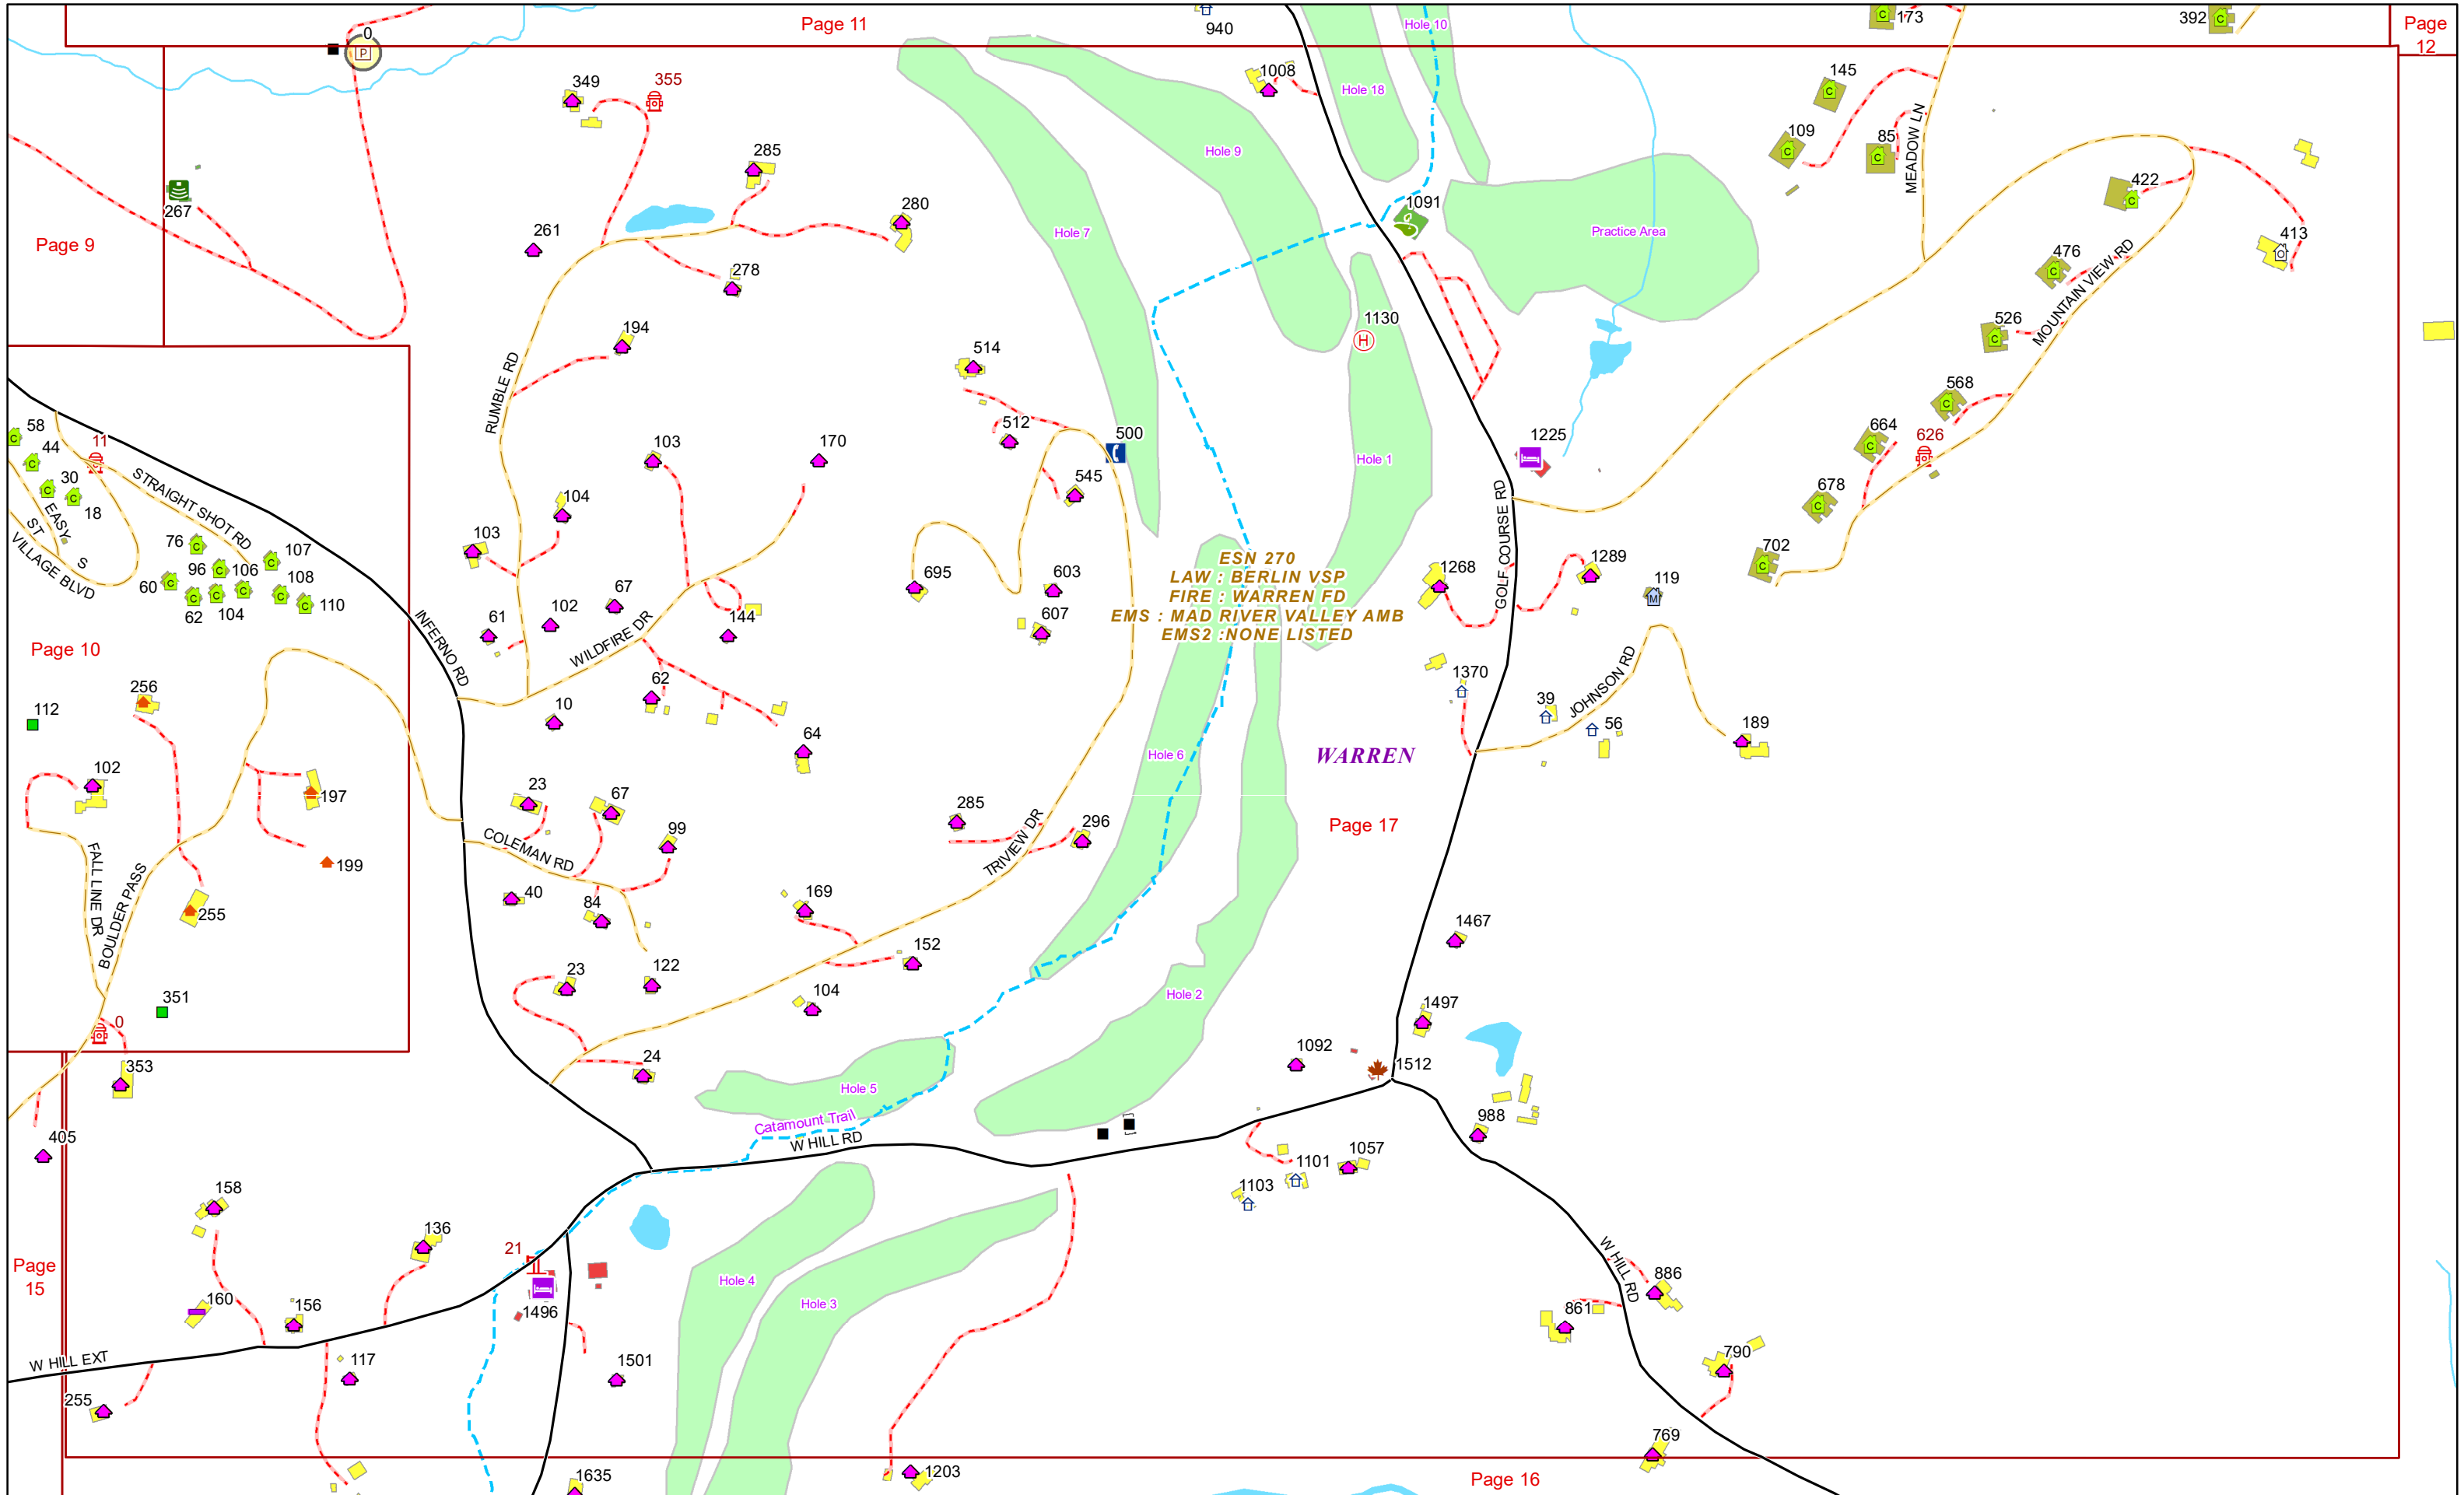 Page 11
940
Hole 10
173
392
Page
12
0
349
355
1008
Hole 18
145
109
85
MEADOW LN
285
Hole 9
422
267
280
1091
Page 9
261
Hole 7
Practice Area
413
278
476
MOUNTAIN VIEW RD
194
1130
526
RUMBLE RD
514
568
58
44
11
103
170
512
500
Hole 1
1225
664
626
30
18
STRAIGHT SHOT RD
EASY
ST
S
VILLAGE BLVD
104
545
678
GOLF COURSE RD
76
107
103
702
96
106
108
60
62
104
110
67
695
603
ESN 270
LAW : BERLIN VSP
FIRE : WARREN FD
EMS : MAD RIVER VALLEY AMB
EMS2 :NONE LISTED
1268
1289
119
INFERNO RD
61
102
WILDFIRE DR
144
607
Page 10
256
62
1370
39
JOHNSON RD
56
189
112
10
64
Hole 6
WARREN
102
197
23
67
99
285
TRIVIEW DR
296
Page 17
COLEMAN RD
FALL LINE DR
BOULDER PASS
199
40
84
169
255
1467
152
23
122
104
Hole 2
351
0
1497
353
24
Hole 5
1092
1512
Catamount Trail
W HILL RD
988
405
1101
1057
1103
158
136
21
Page
15
Hole 4
Hole 3
W HILL RD
886
160
156
1496
861
W HILL EXT
117
1501
790
255
769
1635
1203
Page 16